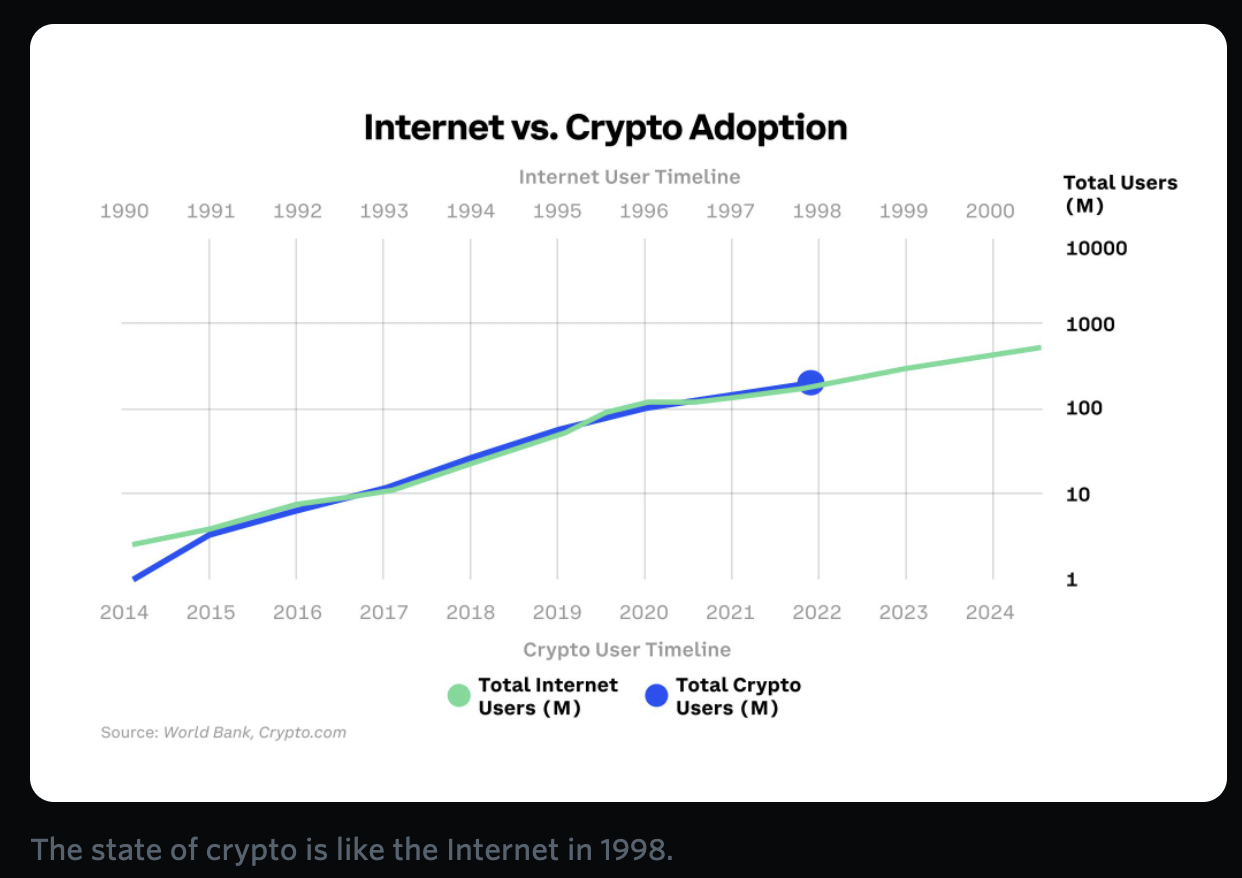 Internet vs. Crypto Adoption
Internet User Timeline
1990 1991 1992 1993 1994 1995 1996 1997 1998 1999 2000
Total Users
(M)
10000
1000
100
10
1
2014 2015 2016 2017 2018 2019 2020 2021 2022 2023 2024
Crypto User Timeline
Total Internet
Users (M)
Total Crypto
Users (M)
Source: World Bank, Crypto.com
The state of crypto is like the Internet in 1998.